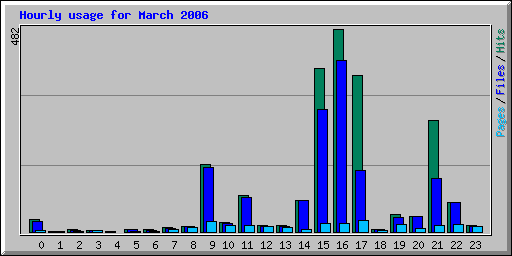 Hourly usage for March 2006
482
Pages/Files/Hits
0 1 2 3 4 5 6 7 8 9 10 11 12 13 14 15 16 17 18 19 20 21 22 23